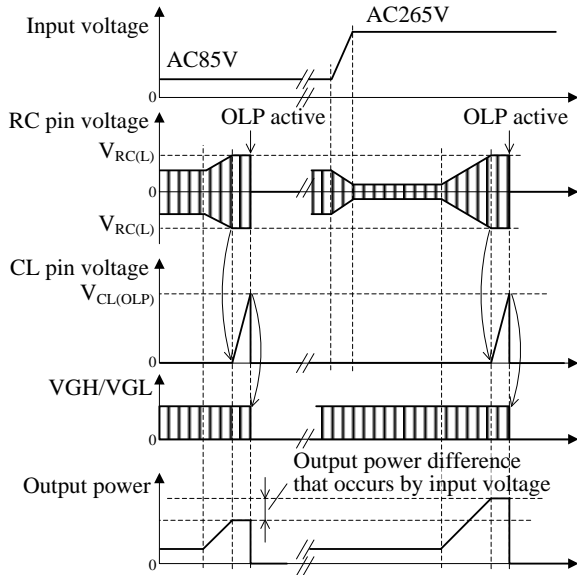 Input voltage
AC265V
AC85V
0
RC pin voltage
OLP active
OLP active
VRC(L)
0
VRC(L)
CL pin voltage
VCL(OLP)
0
VGH/VGL
0
Output power difference
that occurs by input voltage
Output power
0